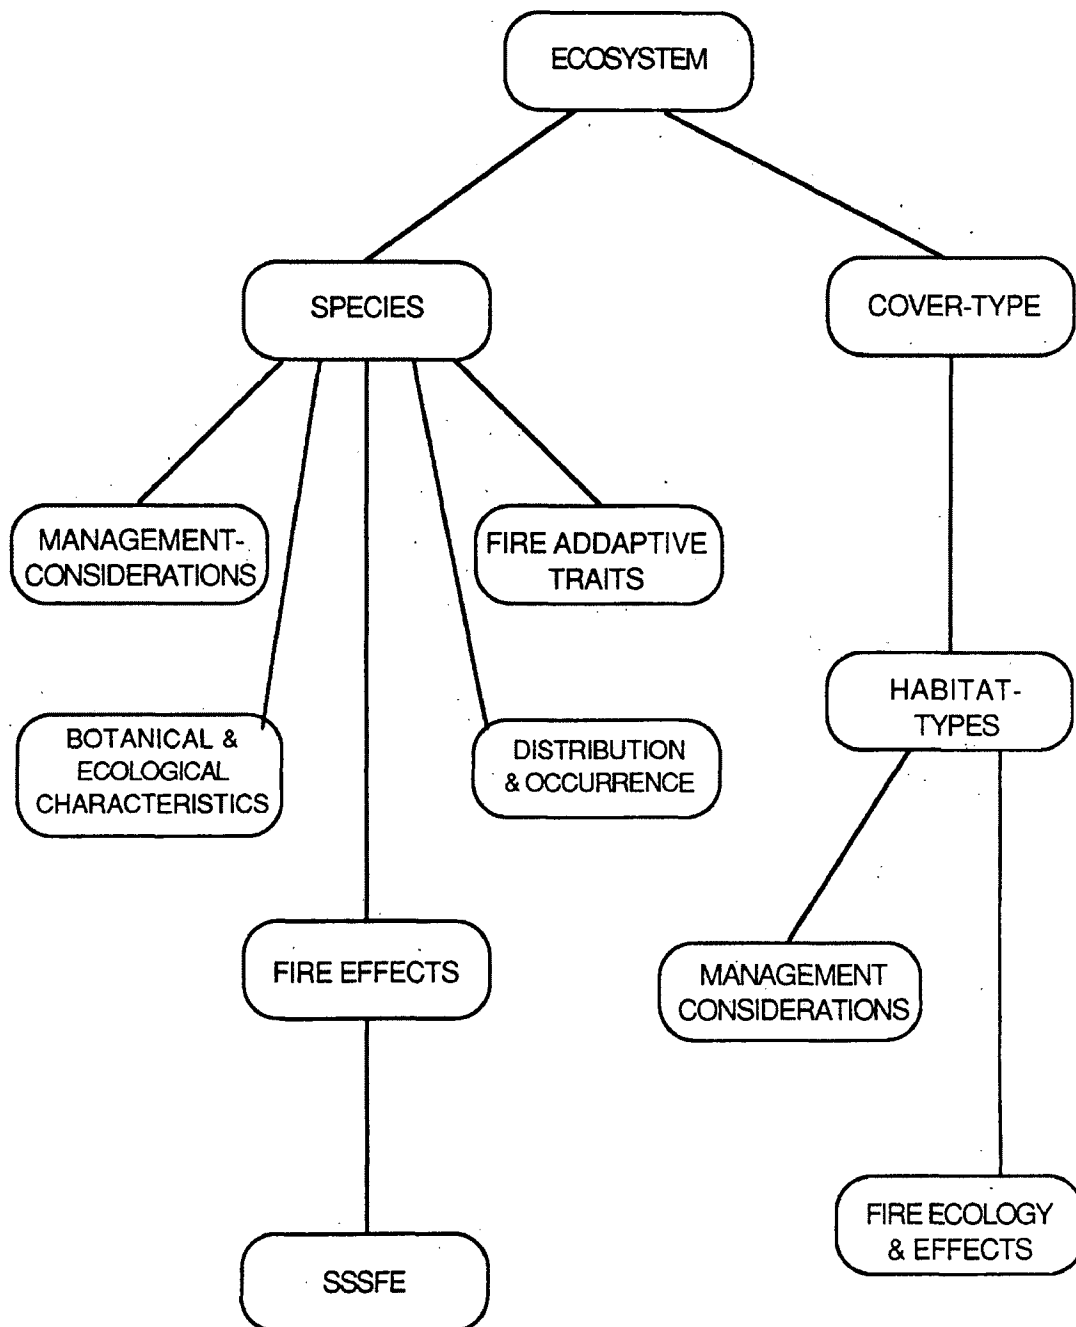 ECOSYSTEM
SPECIES
COVER-TYPE
MANAGEMENT-
CONSIDERATIONS
FIRE ADDAPTIVE
TRAITS
BOTANICAL &
ECOLOGICAL
CHARACTERISTICS
DISTRIBUTION
& OCCURRENCE
HABITAT-
TYPES
FIRE EFFECTS
MANAGEMENT
CONSIDERATIONS
SSSFE
FIRE ECOLOGY
& EFFECTS